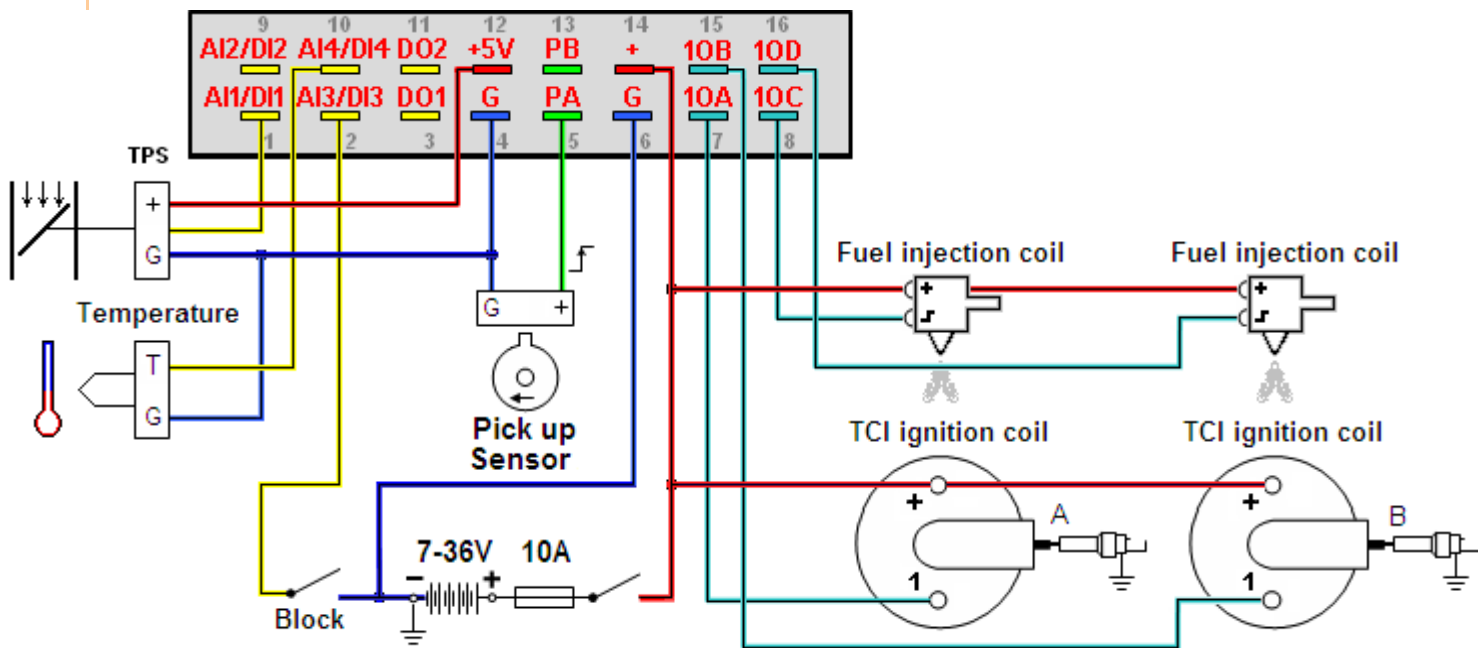 9 10 11 12 13 14 15 16
AI2/DI2 AI4/DI4 DO2 +5V PB + 1OB 1OD
AI1/DI1 AI3/DI3 DO1 G PA G 1OA 1OC
1 2 3 4 5 6 7 8
TPS
+
G
Fuel injection coil Fuel injection coil
+ +
G +
Temperature
T
G
Pick up
Sensor
TCI ignition coil TCI ignition coil
+ A + B
7-36V 10A
- +
1 1
Block